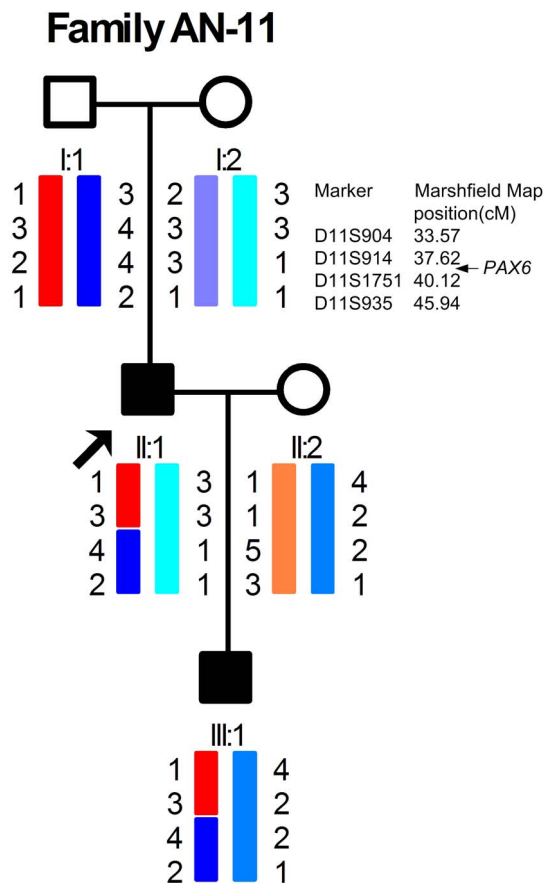 Family AN-11
I:1 I:2
1 3 2 3
3 4 3 3
2 4 3 1
1 2 1 1
Marker Marshfield Map
position(cM)
D11S904 33.57
D11S914 37.62
PAX6
D11S1751 40.12
D11S935 45.94
II:1 II:2
1 3 1 4
3 3 1 2
4 1 5 2
2 1 3 1
III:1
1 4
3 2
4 2
2 1